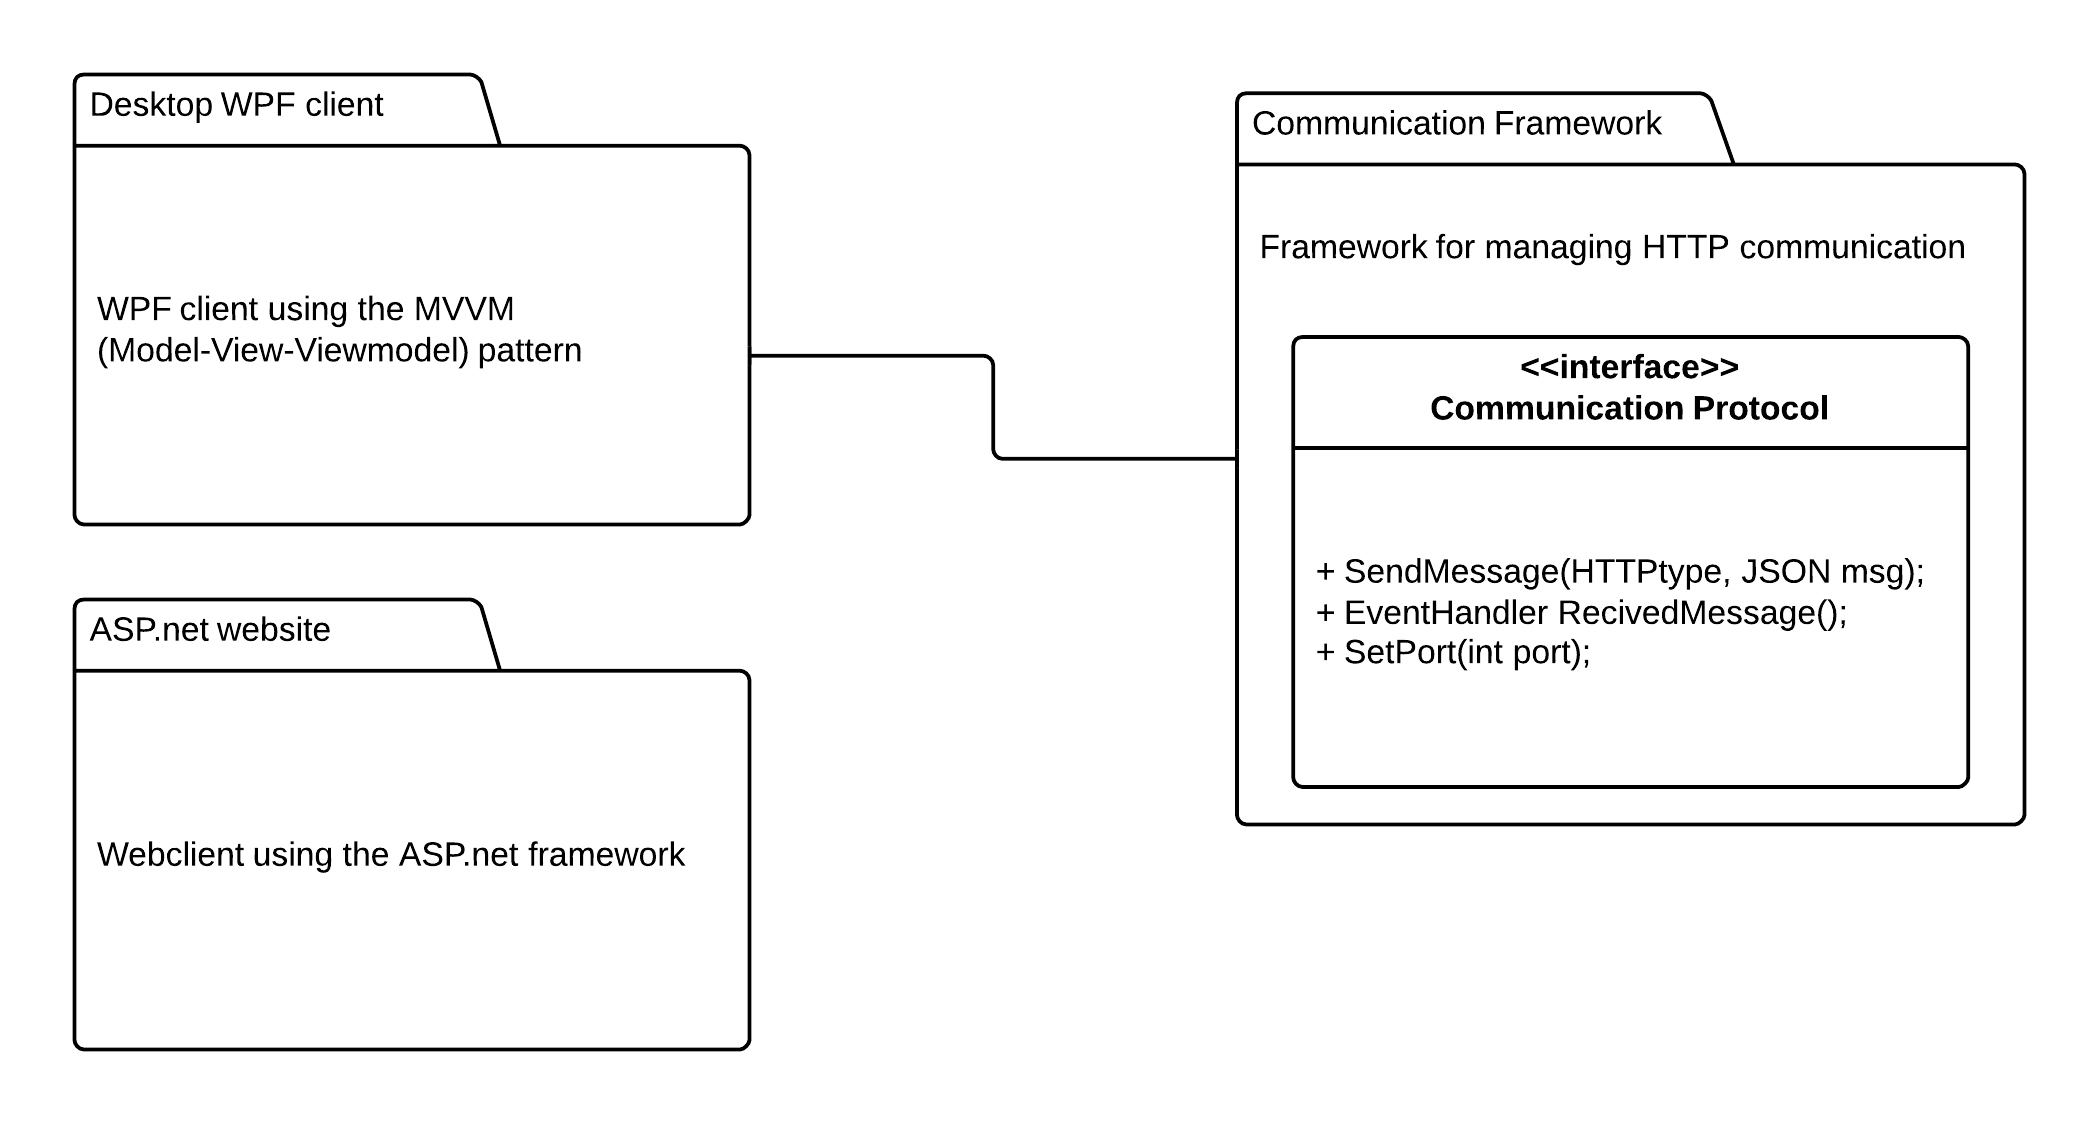 Desktop WPF client
WPF client using the MVVM
(Model-View-Viewmodel) pattern
ASP.net website
Webclient using the ASP.net framework
Communication Framework
Framework for managing HTTP communication
<<interface>>
Communication Protocol
+ SendMessage(HTTPtype, JSON msg);
+ EventHandler RecivedMessage();
+ SetPort(int port);